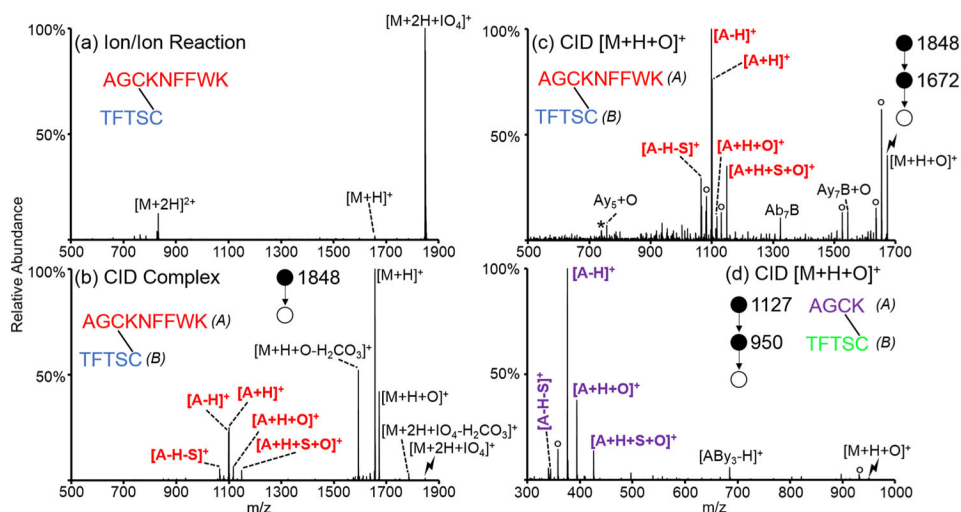 Relative Abundance
(a) Ion/Ion Reaction
100%
50%
AGCKNFFWK
TFTSC
[M+2H]²⁺
[M+H]⁺
[M+2H+IO₄]⁺
500 700 900 1100 1300 1500 1700 1900
(b) CID Complex
100%
50%
1848
AGCKNFFWK (A)
TFTSC (B)
[A-H-S]⁺
[A-H]⁺
[A+H]⁺
[A+H+O]⁺
[A+H+S+O]⁺
[M+H+O-H₂CO₃]⁺
[M+H]⁺
[M+H+O]⁺
[M+2H+IO₄-H₂CO₃]⁺
[M+2H+IO₄]⁺
500 700 900 1100 1300 1500 1700 1900
m/z
(c) CID [M+H+O]⁺
100%
50%
1848
1672
AGCKNFFWK (A)
TFTSC (B)
[A-H]⁺
[A+H]⁺
[A-H-S]⁺
[A+H+O]⁺
[A+H+S+O]⁺
*
Ay₅+O
Ab₇B
Ay₇B+O
[M+H+O]⁺
500 700 900 1100 1300 1500 1700
(d) CID [M+H+O]⁺
100%
50%
1127
950
AGCK (A)
TFTSC (B)
[A-H]⁺
[A-H-S]⁺
[A+H+O]⁺
[A+H+S+O]⁺
[ABy₃-H]⁺
[M+H+O]⁺
300 400 500 600 700 800 900 1000
m/z